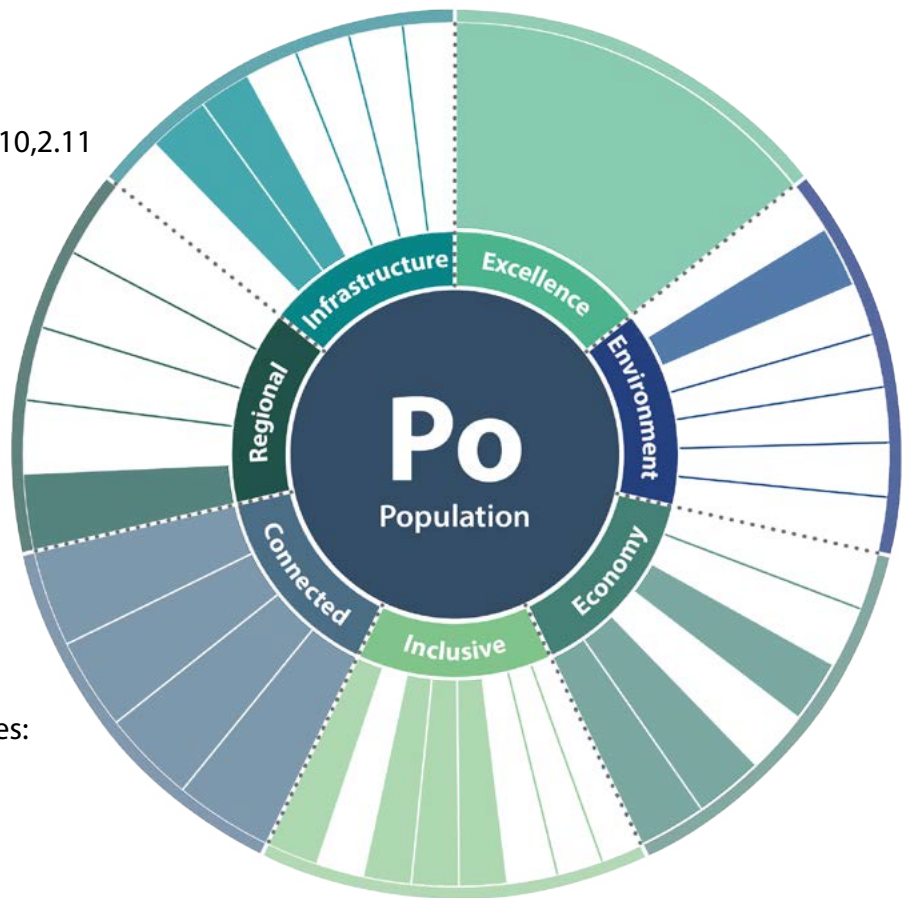 10,2.11
Infrastructure
Excellence
Environment
Regional
Po
Population
Connected
Economy
Inclusive
es: